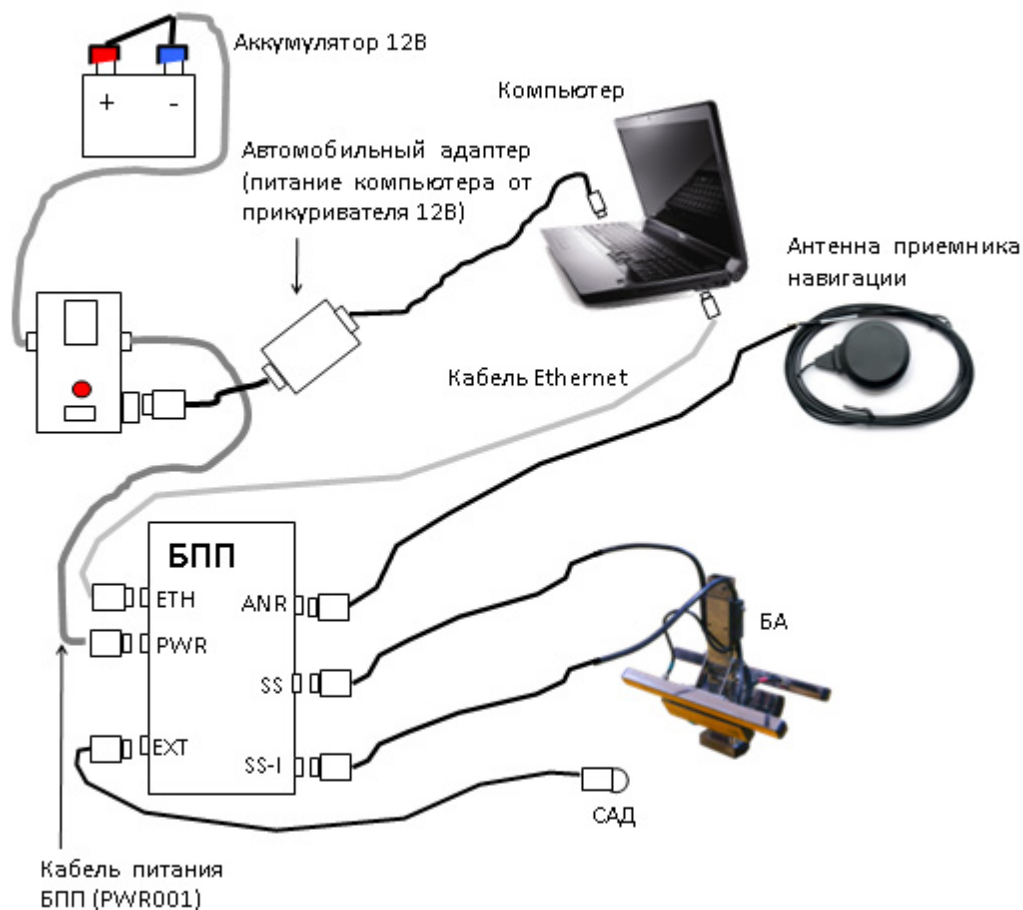 Аккумулятор 12В
+ -
Компьютер
Автомобильный адаптер
(питание компьютера от
прикуривателя 12В)
Антенна приемника
навигации
Кабель Ethernet
БПП
ETH
ANR
PWR
SS
EXT
SS-I
БА
САД
Кабель питания
БПП (PWR001)